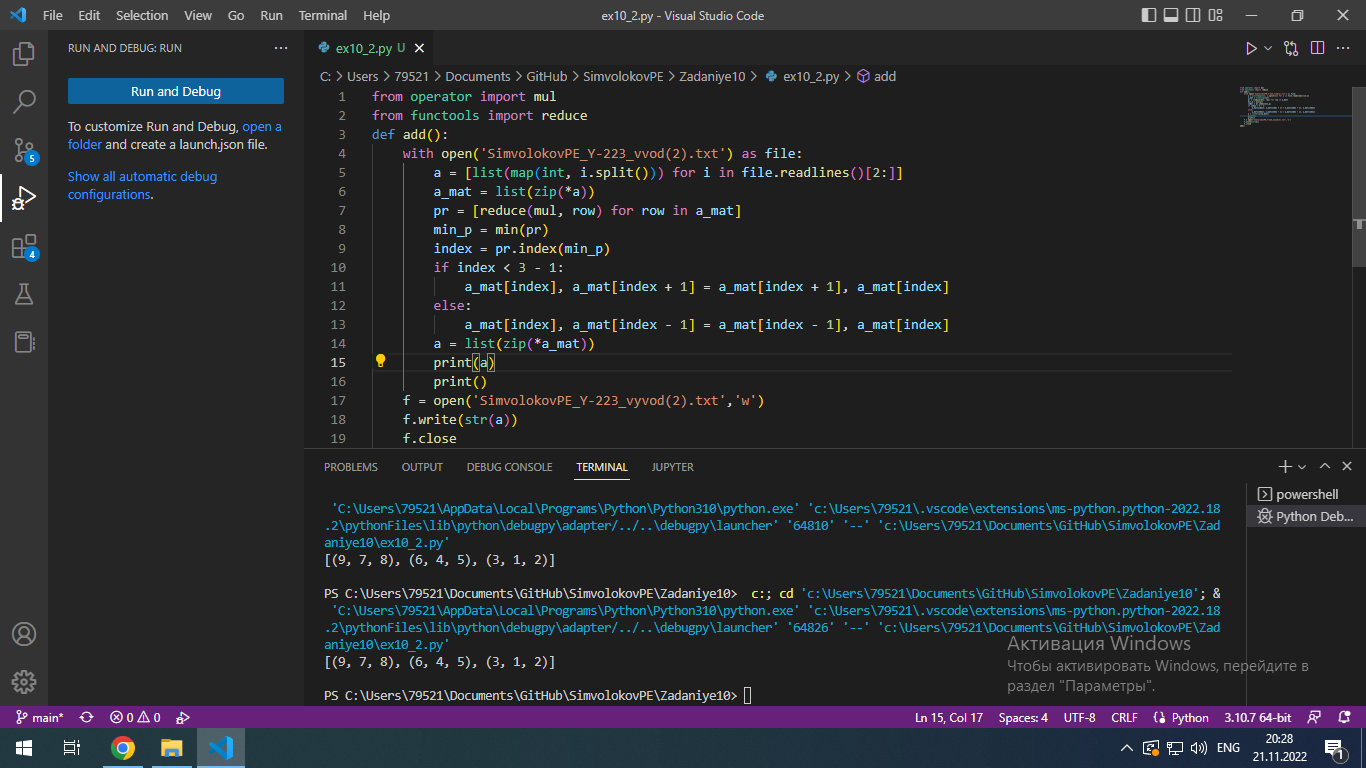 File Edit Selection View Go Run Terminal Help ex10_2.py - Visual Studio Code
RUN AND DEBUG: RUN
ex10_2.py U
C: > Users > 79521 > Documents > GitHub > SimvolokovPE > Zadaniye10 > ex10_2.py > add
Run and Debug
To customize Run and Debug, open a
folder and create a launch.json file.
Show all automatic debug
configurations.
5
4
1 from operator import mul
2 from functools import reduce
3 def add():
4 with open('SimvolokovPE_Y-223_vvod(2).txt') as file:
5 a = [list(map(int, i.split())) for i in file.readlines()[2:]]
6 a_mat = list(zip(*a))
7 pr = [reduce(mul, row) for row in a_mat]
8 min_p = min(pr)
9 index = pr.index(min_p)
10 if index < 3 - 1:
11 a_mat[index], a_mat[index + 1] = a_mat[index + 1], a_mat[index]
12 else:
13 a_mat[index], a_mat[index - 1] = a_mat[index - 1], a_mat[index]
14 a = list(zip(*a_mat))
15 print(a)
16 print()
17 f = open('SimvolokovPE_Y-223_vyvod(2).txt','w')
18 f.write(str(a))
19 f.close
PROBLEMS OUTPUT DEBUG CONSOLE TERMINAL JUPYTER
powershell
Python Deb...
'C:\Users\79521\AppData\Local\Programs\Python\Python310\python.exe' 'c:\Users\79521\.vscode\extensions\ms-python.python-2022.18
.2\pythonFiles\lib\python\debugpy\adapter/../..\debugpy\launcher' '64810' '--' 'c:\Users\79521\Documents\GitHub\SimvolokovPE\Zad
aniye10\ex10_2.py'
[(9, 7, 8), (6, 4, 5), (3, 1, 2)]
PS C:\Users\79521\Documents\GitHub\SimvolokovPE\Zadaniye10> c:; cd 'c:\Users\79521\Documents\GitHub\SimvolokovPE\Zadaniye10'; &
'C:\Users\79521\AppData\Local\Programs\Python\Python310\python.exe' 'c:\Users\79521\.vscode\extensions\ms-python.python-2022.18
.2\pythonFiles\lib\python\debugpy\adapter/../..\debugpy\launcher' '64826' '--' 'c:\Users\79521\Documents\GitHub\SimvolokovPE\Zad
aniye10\ex10_2.py'
[(9, 7, 8), (6, 4, 5), (3, 1, 2)]
PS C:\Users\79521\Documents\GitHub\SimvolokovPE\Zadaniye10>
Активация Windows
Чтобы активировать Windows, перейдите в
раздел "Параметры".
main* 0 0 Ln 15, Col 17 Spaces: 4 UTF-8 CRLF Python 3.10.7 64-bit
ENG
20:28
21.11.2022
1